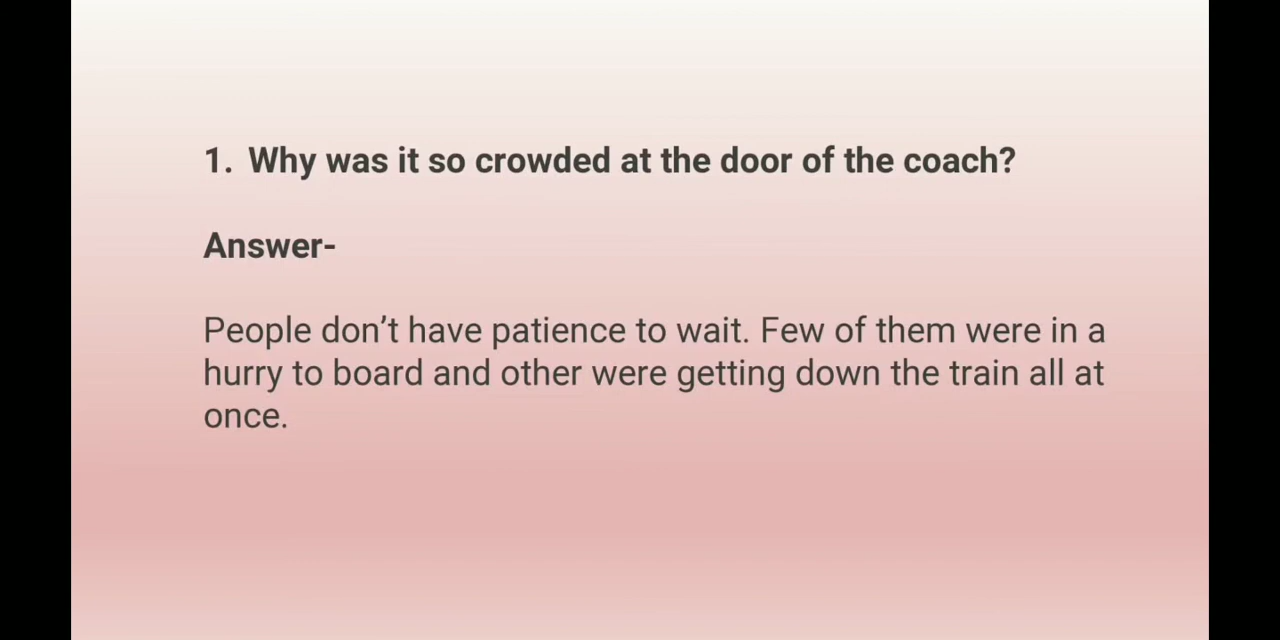 1. Why was it so crowded at the door of the coach?
Answer-
People don’t have patience to wait. Few of them were in a
hurry to board and other were getting down the train all at
once.